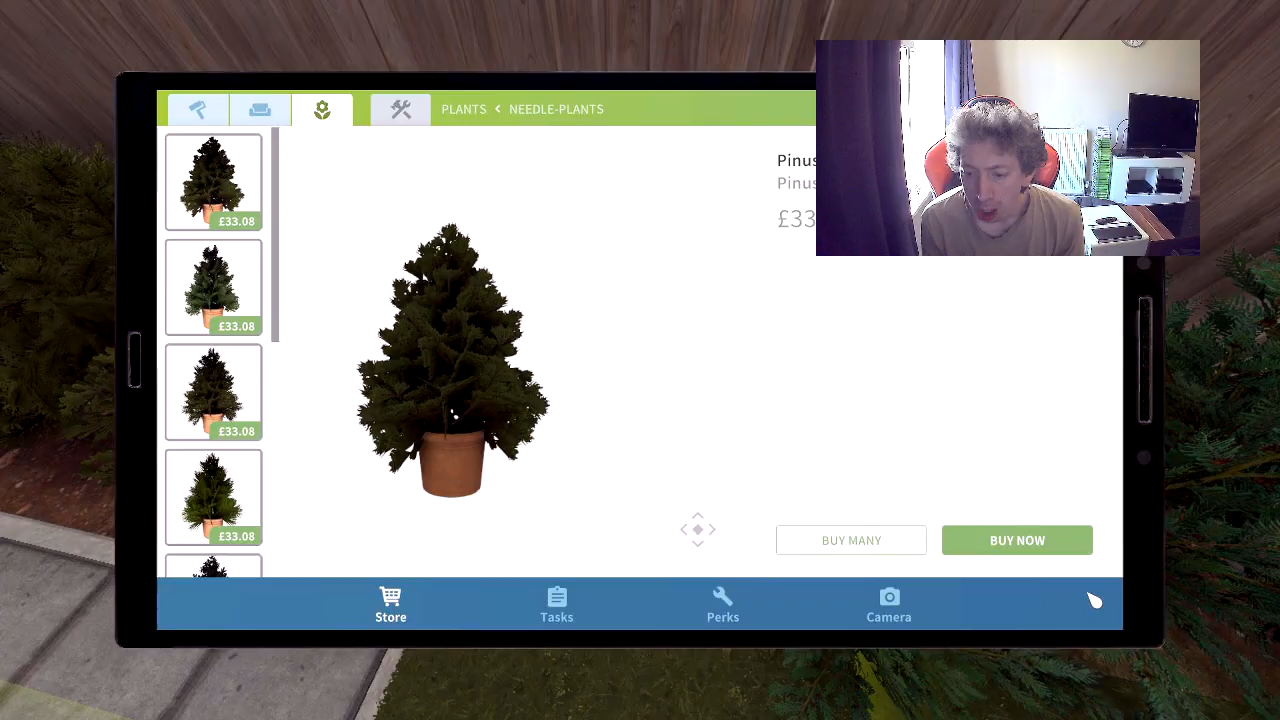 PLANTS < NEEDLE-PLANTS
£33.08
£33.08
£33.08
£33.08
Pinus
Pinus
£33
BUY MANY
BUY NOW
Store
Tasks
Perks
Camera